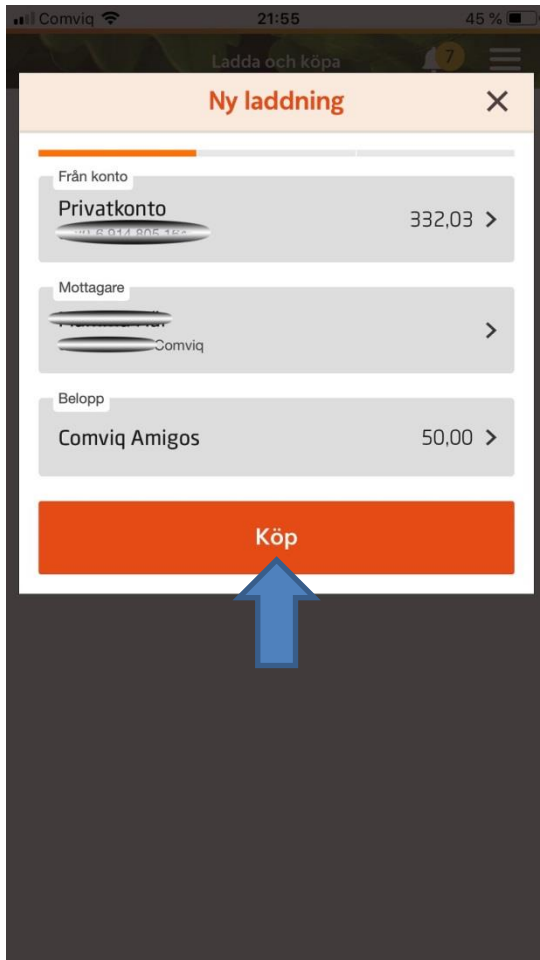 Comviq 21:55 45 %
Ladda och köpa 7
Ny laddning
Från konto
Privatkonto
332,03
Mottagare
Comviq
Belopp
Comviq Amigos 50,00
Köp